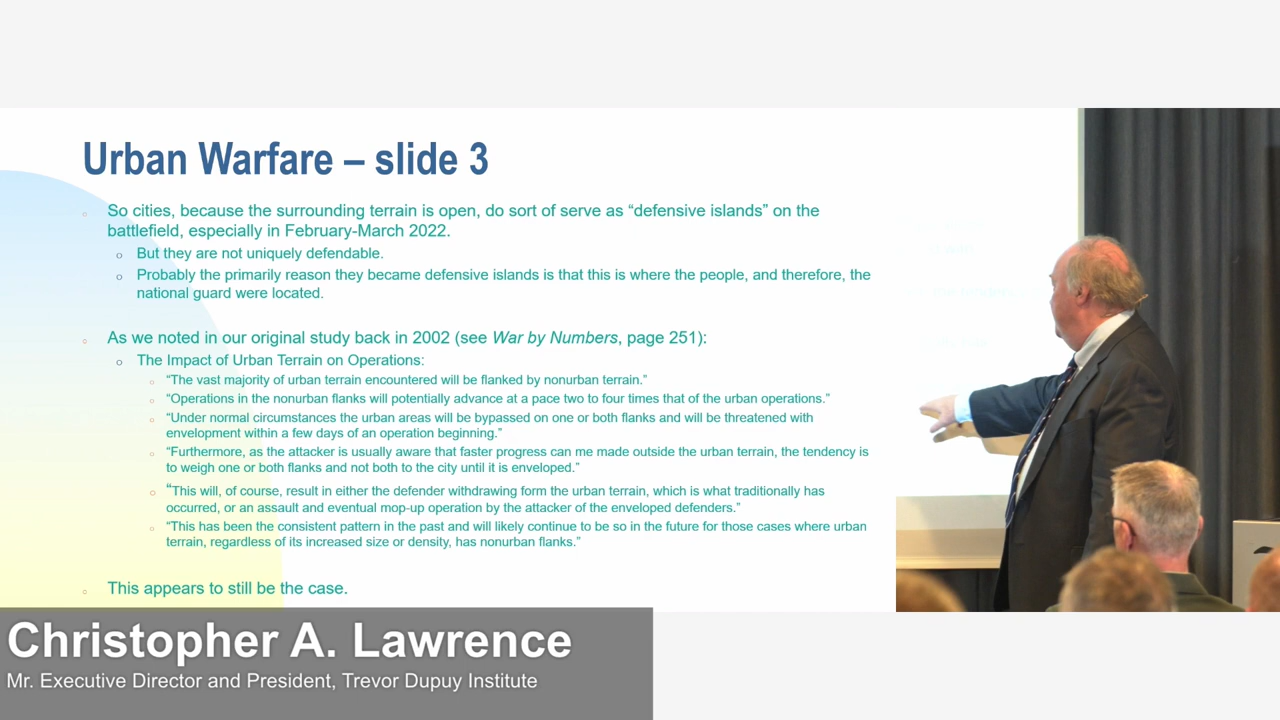 Urban Warfare – slide 3
So cities, because the surrounding terrain is open, do sort of serve as “defensive islands” on the
battlefield, especially in February-March 2022.
But they are not uniquely defendable.
Probably the primarily reason they became defensive islands is that this is where the people, and therefore, the
national guard were located.
As we noted in our original study back in 2002 (see War by Numbers, page 251):
The Impact of Urban Terrain on Operations:
“The vast majority of urban terrain encountered will be flanked by nonurban terrain.”
“Operations in the nonurban flanks will potentially advance at a pace two to four times that of the urban operations.”
“Under normal circumstances the urban areas will be bypassed on one or both flanks and will be threatened with
envelopment within a few days of an operation beginning.”
“Furthermore, as the attacker is usually aware that faster progress can me made outside the urban terrain, the tendency is
to weigh one or both flanks and not both to the city until it is enveloped.”
“This will, of course, result in either the defender withdrawing form the urban terrain, which is what traditionally has
occurred, or an assault and eventual mop-up operation by the attacker of the enveloped defenders.”
“This has been the consistent pattern in the past and will likely continue to be so in the future for those cases where urban
terrain, regardless of its increased size or density, has nonurban flanks.”
This appears to still be the case.
Christopher A. Lawrence
Mr. Executive Director and President, Trevor Dupuy Institute